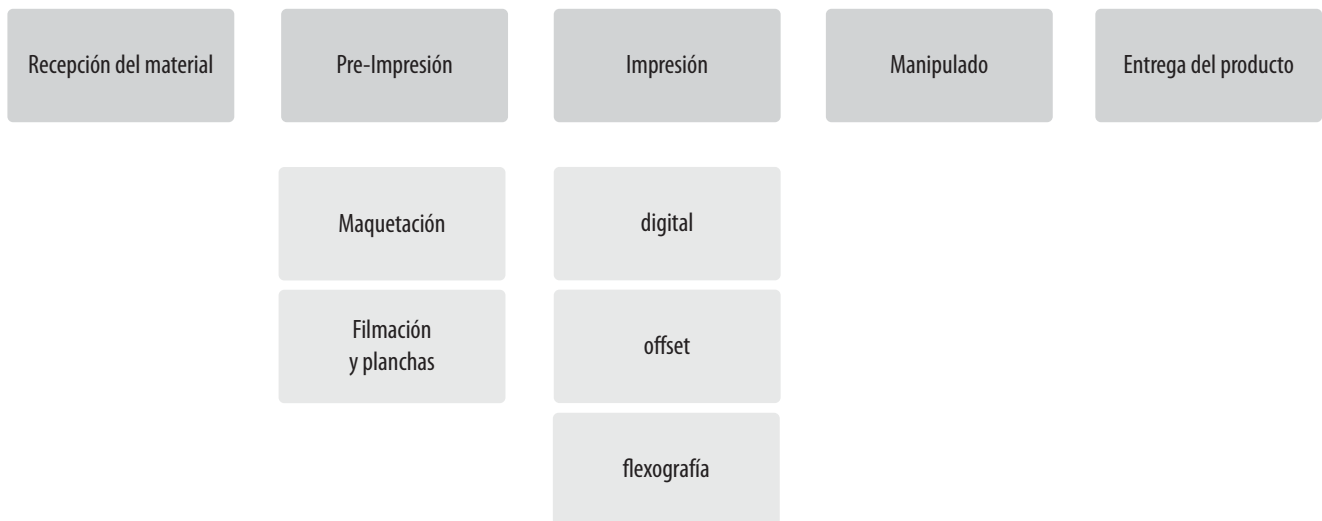 Recepción del material
Pre-Impresión
Impresión
Manipulado
Entrega del producto
Maquetación
digital
Filmación
y planchas
offset
flexografía